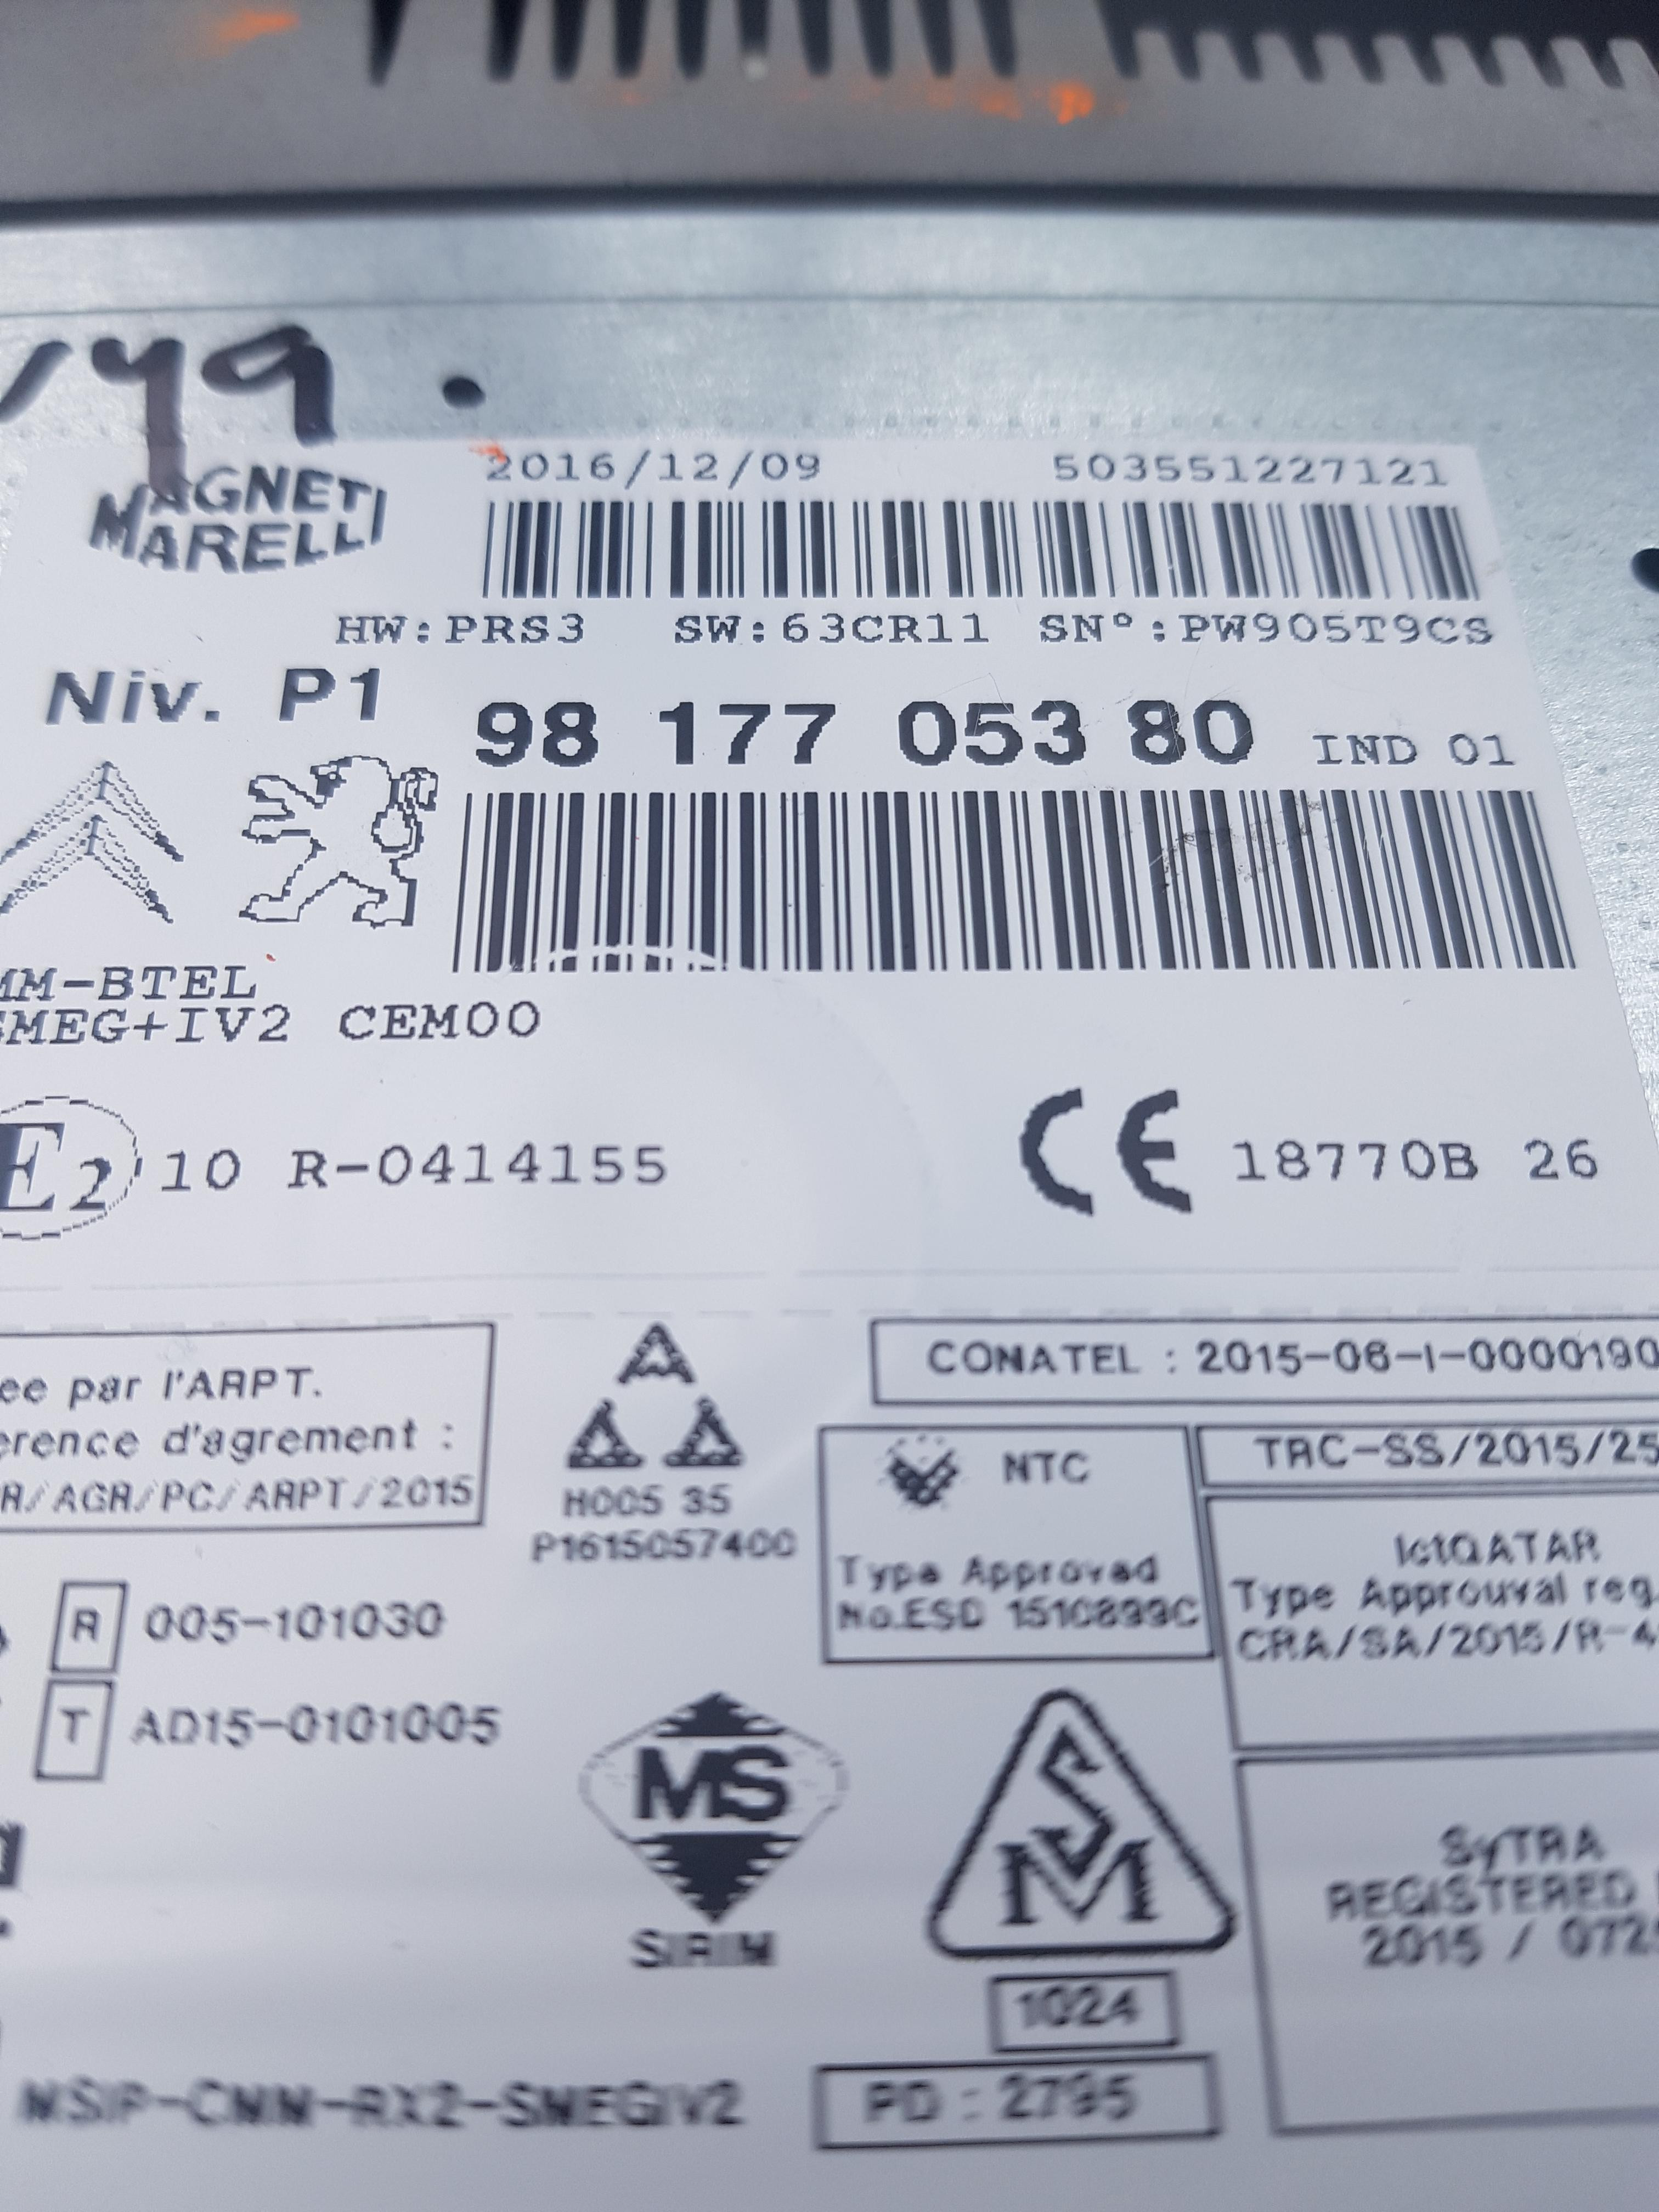 49
MAGNETI
MARELLI
2016/12/09 503551227121
HW:PRS3 SW:63CR11 SN°:PW905T9CS
Niv. P1
98 177 053 80 IND 01
MM-BTEL
SMEG+IV2 CEM00
E2 10 R-0414155
CE 18770B 26
ee par l'ARPT.
erence d'agrement :
R/AGR/PC/ARPT/2015
H005 35
P1615057400
CONATEL : 2015-06-I-0000190
NTC
Type Approved
No.ESD 1510899C
TRC-SS/2015/25
ictQATAR
Type Approuval reg.
CRA/SA/2015/R-4
R 005-101030
T AD15-0101005
MS
SIRIM
SM
1024
SyTRA
REGISTERED
2015 / 072
MSIP-CMM-RX2-SMEGIV2
PD : 2795